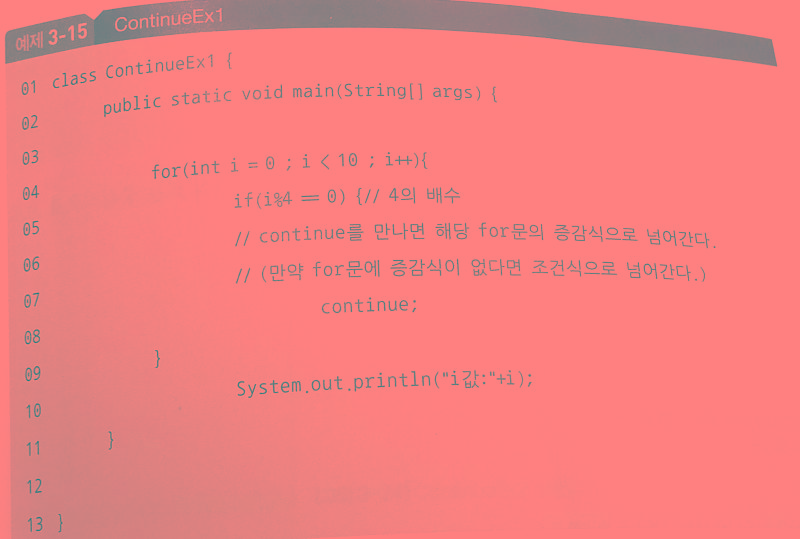 예제 3-15 ContinueEx1
01 class ContinueEx1 {
02 public static void main(String[] args) {
03
04 for(int i = 0 ; i < 10 ; i++){
05 if(i%4 == 0) {// 4의 배수
06 // continue를 만나면 해당 for문의 증감식으로 넘어간다.
07 // (만약 for문에 증감식이 없다면 조건식으로 넘어간다.)
08 continue;
09 }
10 System.out.println("i값:"+i);
11 }
12
13 }